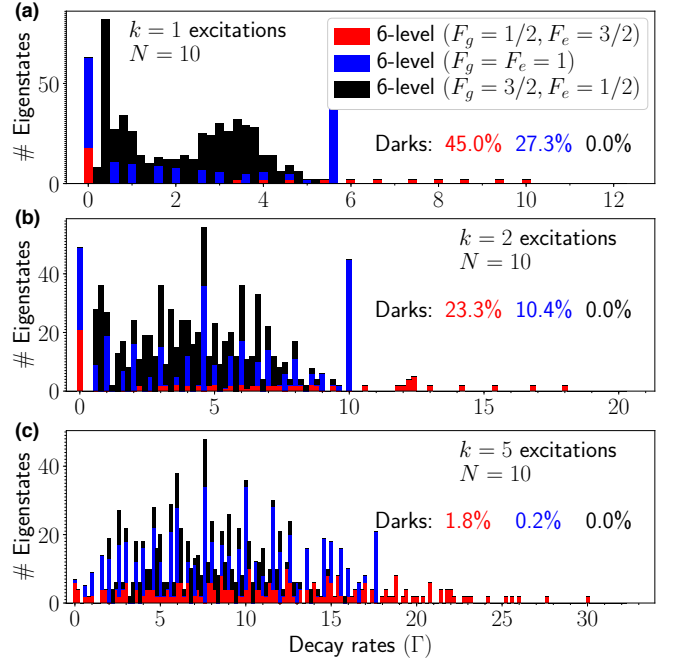 (a)
k = 1 excitations
N = 10
6-level (F_g = 1/2, F_e = 3/2)
6-level (F_g = F_e = 1)
6-level (F_g = 3/2, F_e = 1/2)
Darks: 45.0% 27.3% 0.0%
# Eigenstates
50
0
0 2 4 6 8 10 12
(b)
k = 2 excitations
N = 10
Darks: 23.3% 10.4% 0.0%
# Eigenstates
40
20
0
0 5 10 15 20
(c)
k = 5 excitations
N = 10
Darks: 1.8% 0.2% 0.0%
# Eigenstates
40
20
0
0 5 10 15 20 25 30
Decay rates (Γ)